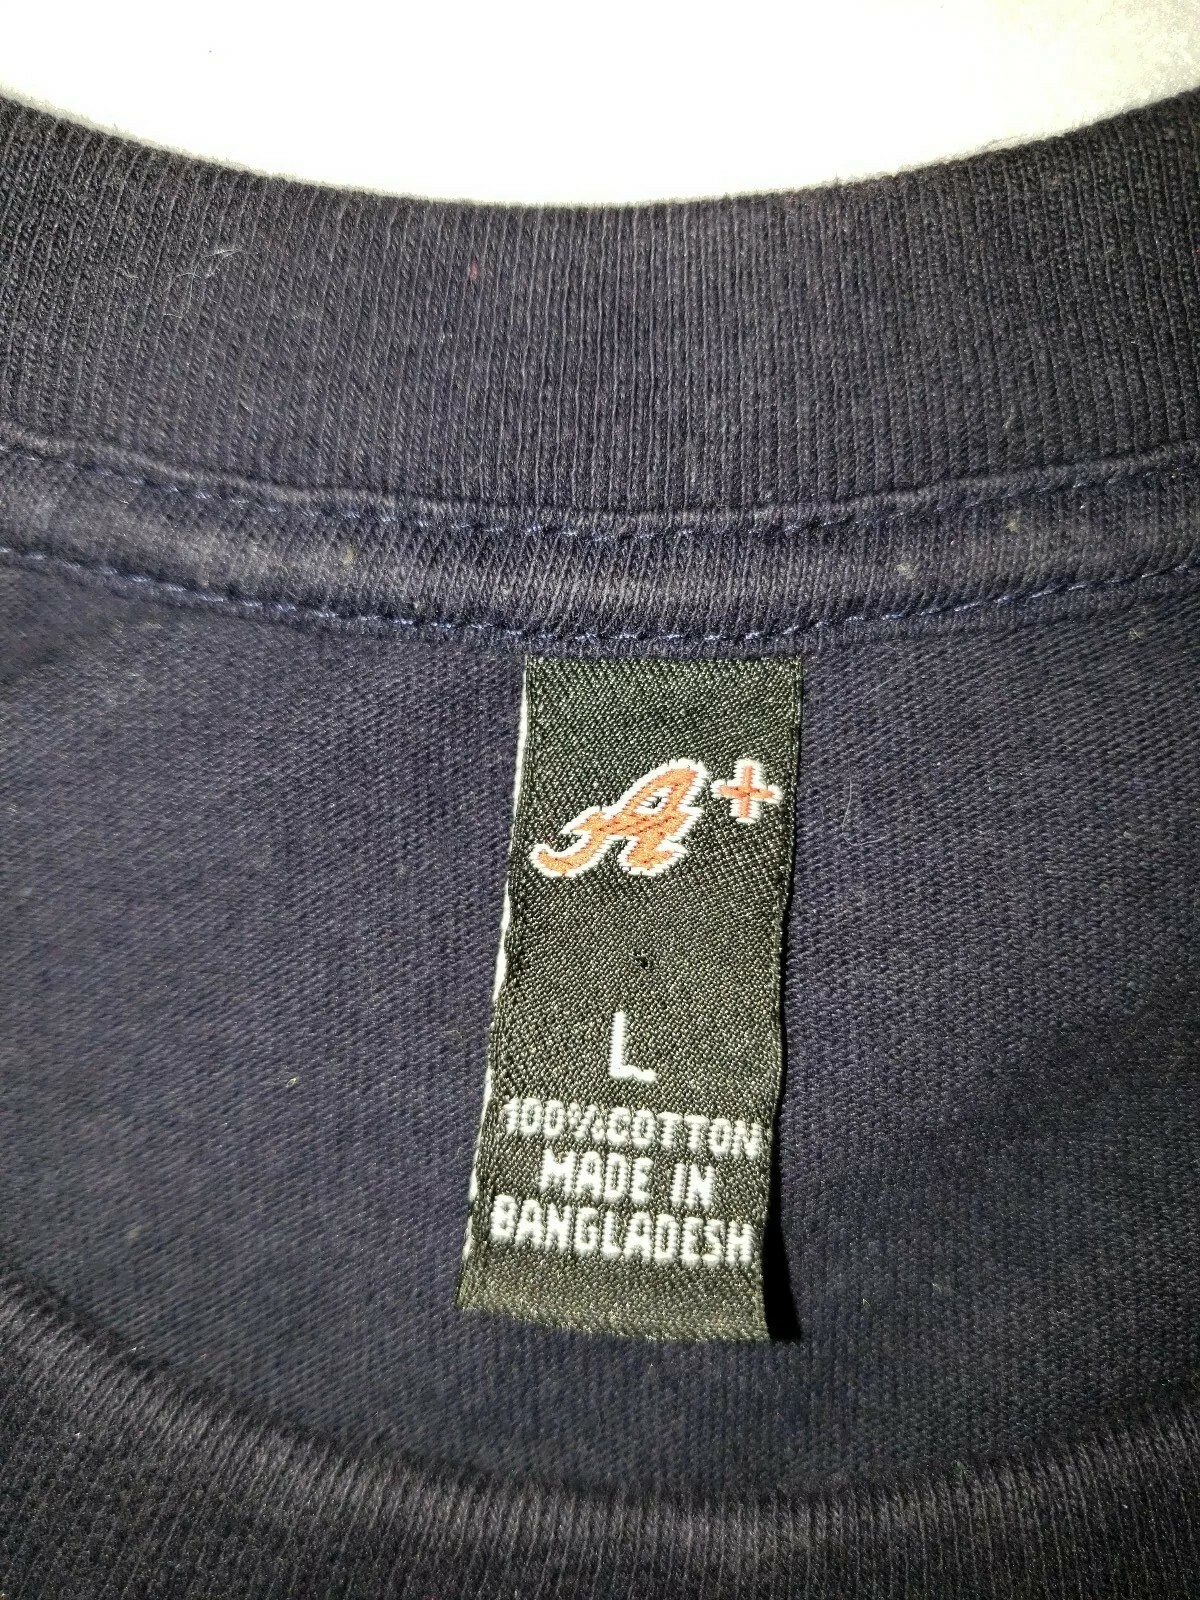 A+
L
100%COTTON
MADE IN
BANGLADESH